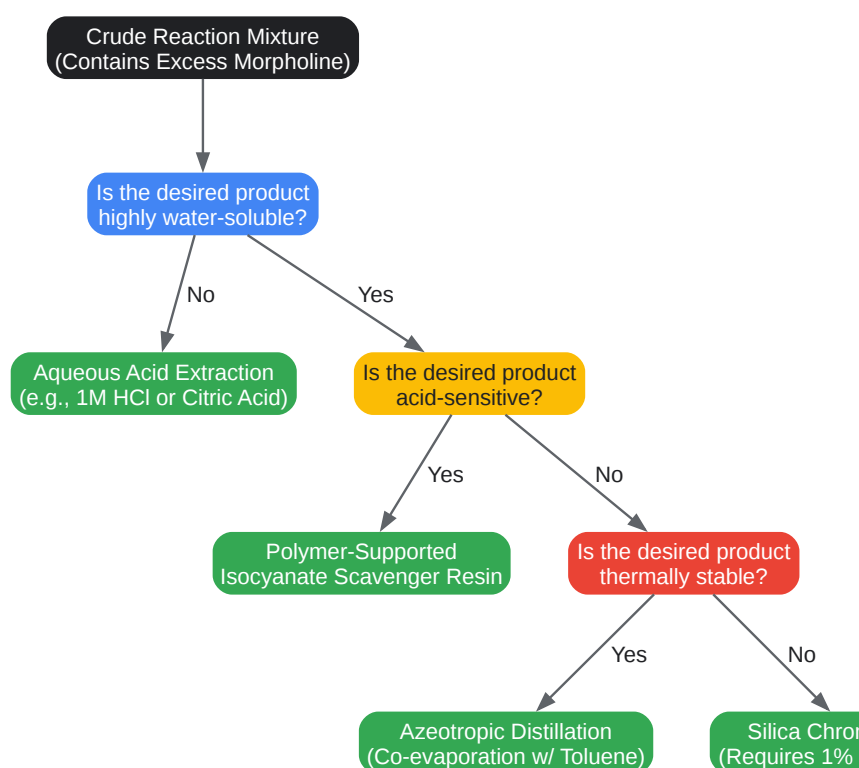 Crude Reaction Mixture
(Contains Excess Morpholine)
Is the desired product
highly water-soluble?
No
Yes
Aqueous Acid Extraction
(e.g., 1M HCl or Citric Acid)
Is the desired product
acid-sensitive?
Yes
No
Polymer-Supported
Isocyanate Scavenger Resin
Is the desired product
thermally stable?
Yes
No
Azeotropic Distillation
(Co-evaporation w/ Toluene)
Silica Chro
(Requires 1%